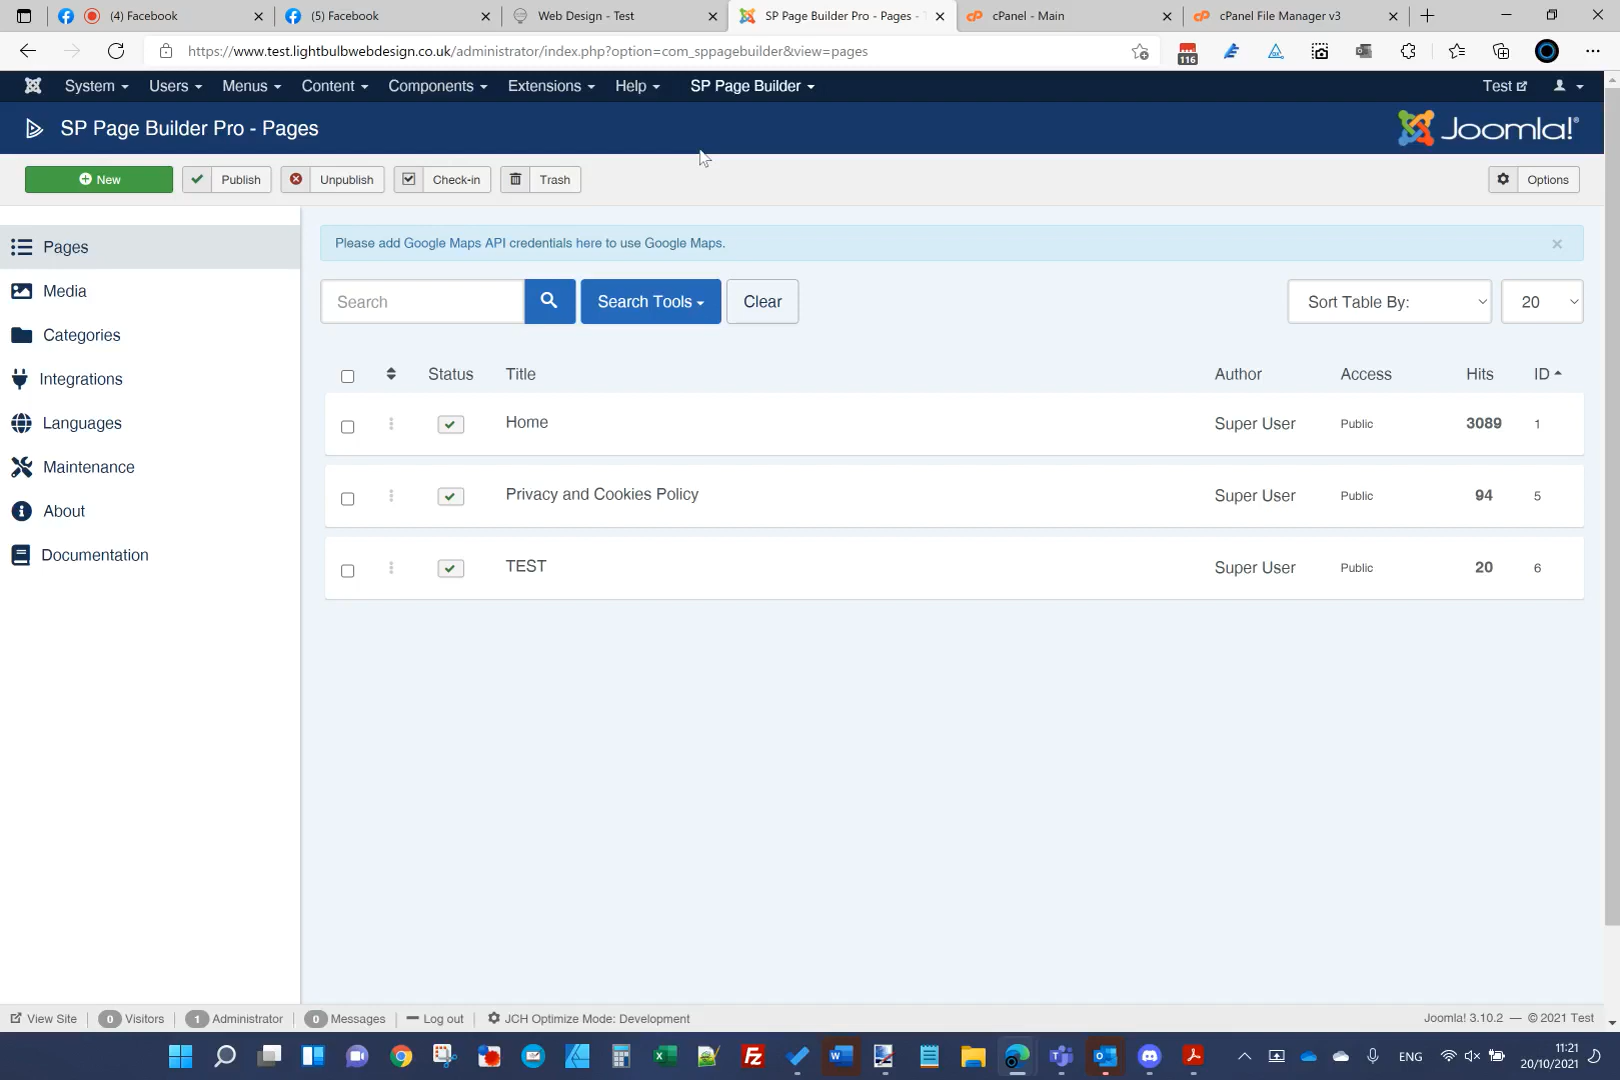 (4) Facebook
(5) Facebook
Web Design - Test
SP Page Builder Pro - Pages -
cPanel - Main
cPanel File Manager v3
https://www.test.lightbulbwebdesign.co.uk/administrator/index.php?option=com_sppagebuilder&view=pages
116
System
Users
Menus
Content
Components
Extensions
Help
SP Page Builder
Test
SP Page Builder Pro - Pages
Joomla!®
New
Publish
Unpublish
Check-in
Trash
Options
Pages
Media
Categories
Integrations
Languages
Maintenance
About
Documentation
Please add Google Maps API credentials here to use Google Maps.
Search
Search Tools
Clear
Sort Table By:
20
Status Title Author Access Hits ID
Home Super User Public 3089 1
Privacy and Cookies Policy Super User Public 94 5
TEST Super User Public 20 6
View Site
0 Visitors
1 Administrator
0 Messages
Log out
JCH Optimize Mode: Development
Joomla! 3.10.2 — © 2021 Test
ENG
11:21
20/10/2021